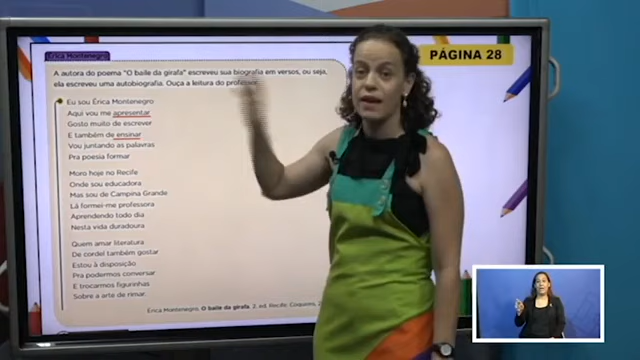 Érica Montenegro
PÁGINA 28
A autora do poema "O baile da girafa" escreveu sua biografia em versos, ou seja,
ela escreveu uma autobiografia. Ouça a leitura do professor.
Eu sou Érica Montenegro
Aqui vou me apresentar
Gosto muito de escrever
E também de ensinar
Vou juntando as palavras
Pra poesia formar
Moro hoje no Recife
Onde sou educadora
Mas sou de Campina Grande
Lá formei-me professora
Aprendendo todo dia
Nesta vida duradoura
Quem amar literatura
De cordel também gostar
Estou à disposição
Pra podermos conversar
E trocarmos figurinhas
Sobre a arte de rimar.
Érica Montenegro. O baile da girafa. 2. ed. Recife: Coqueiro, 2